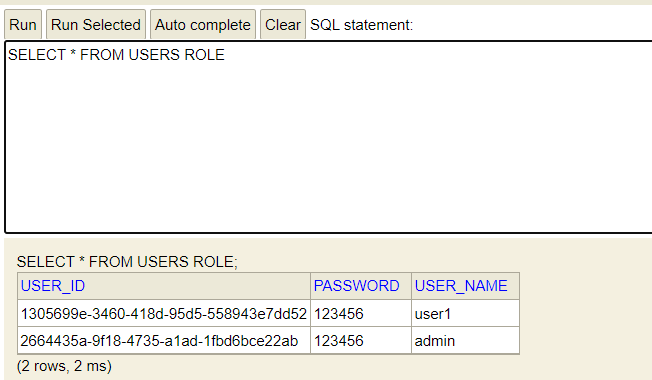 Run Run Selected Auto complete Clear SQL statement:
SELECT * FROM USERS ROLE
SELECT * FROM USERS ROLE;
USER_ID PASSWORD USER_NAME
1305699e-3460-418d-95d5-558943e7dd52 123456 user1
2664435a-9f18-4735-a1ad-1fbd6bce22ab 123456 admin
(2 rows, 2 ms)